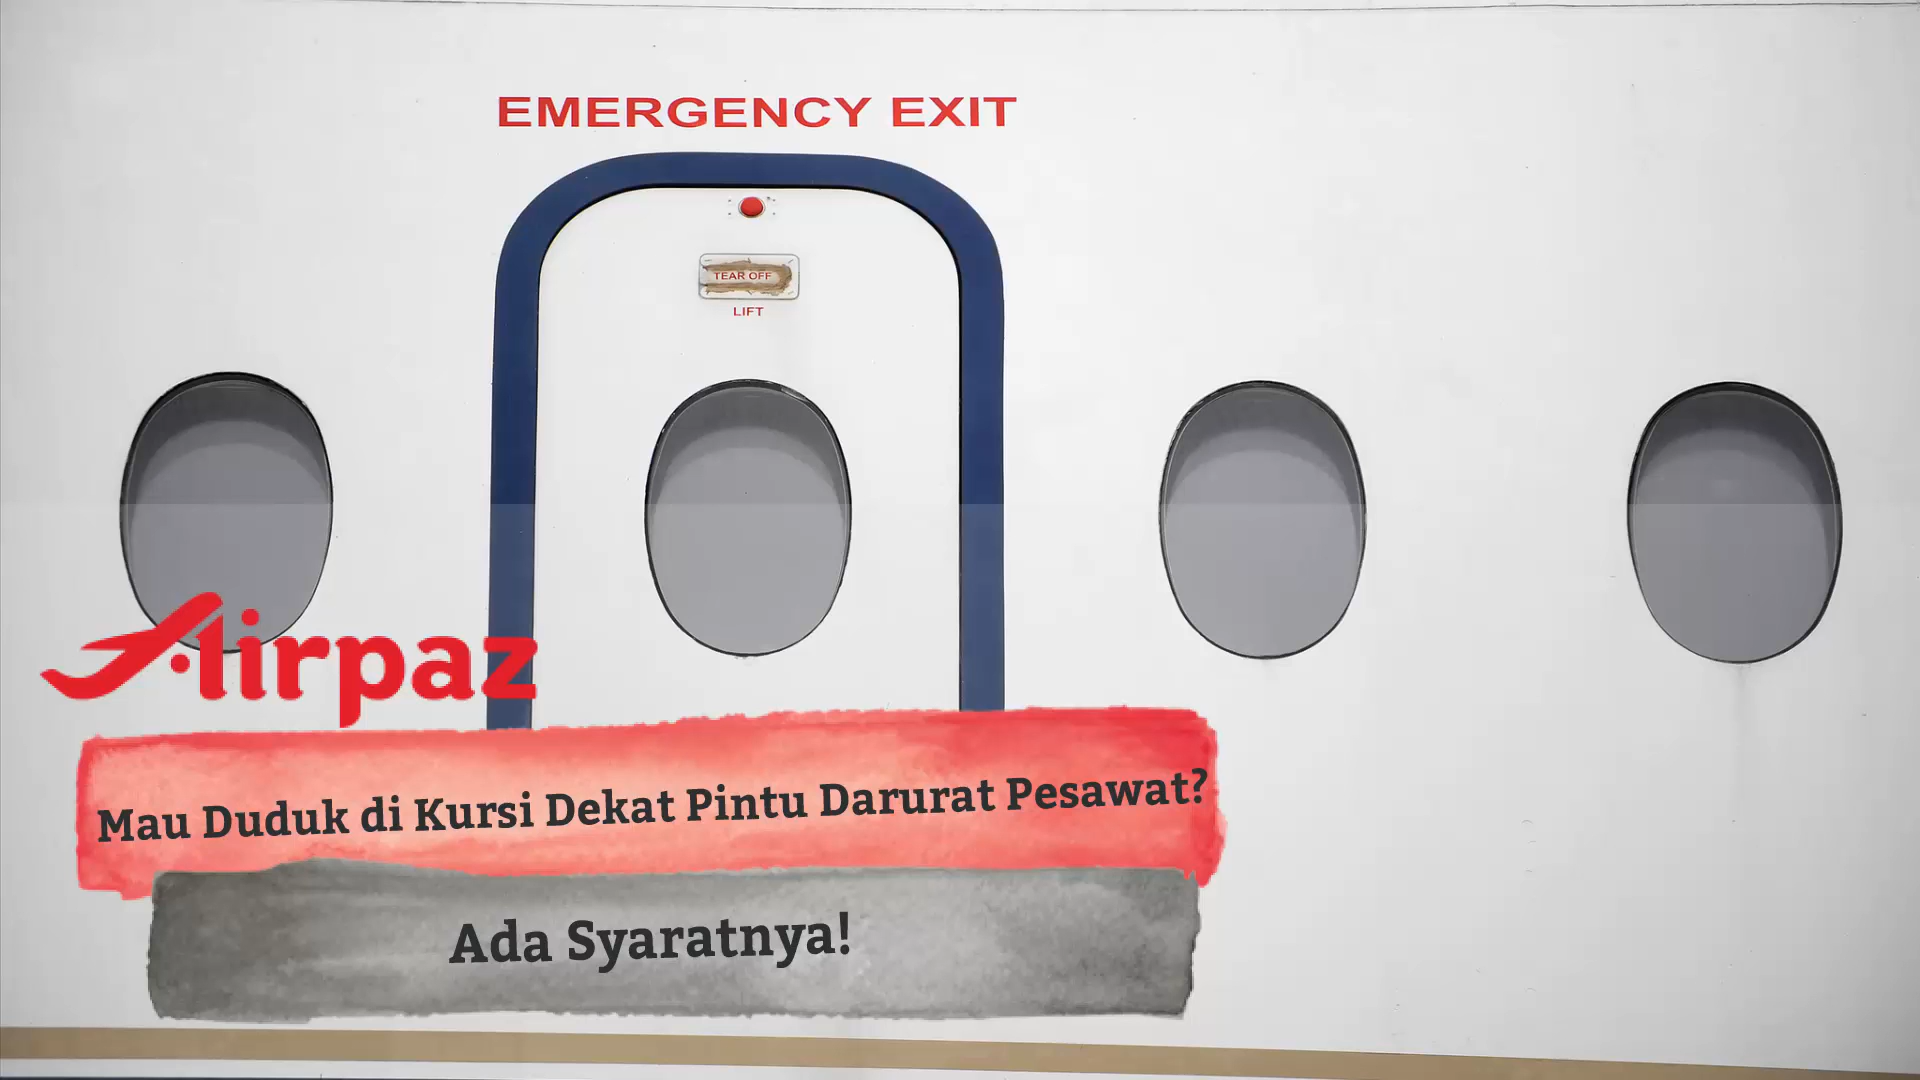 EMERGENCY EXIT
TEAR OFF
LIFT
Airpaz
Mau Duduk di Kursi Dekat Pintu Darurat Pesawat?
Ada Syaratnya!